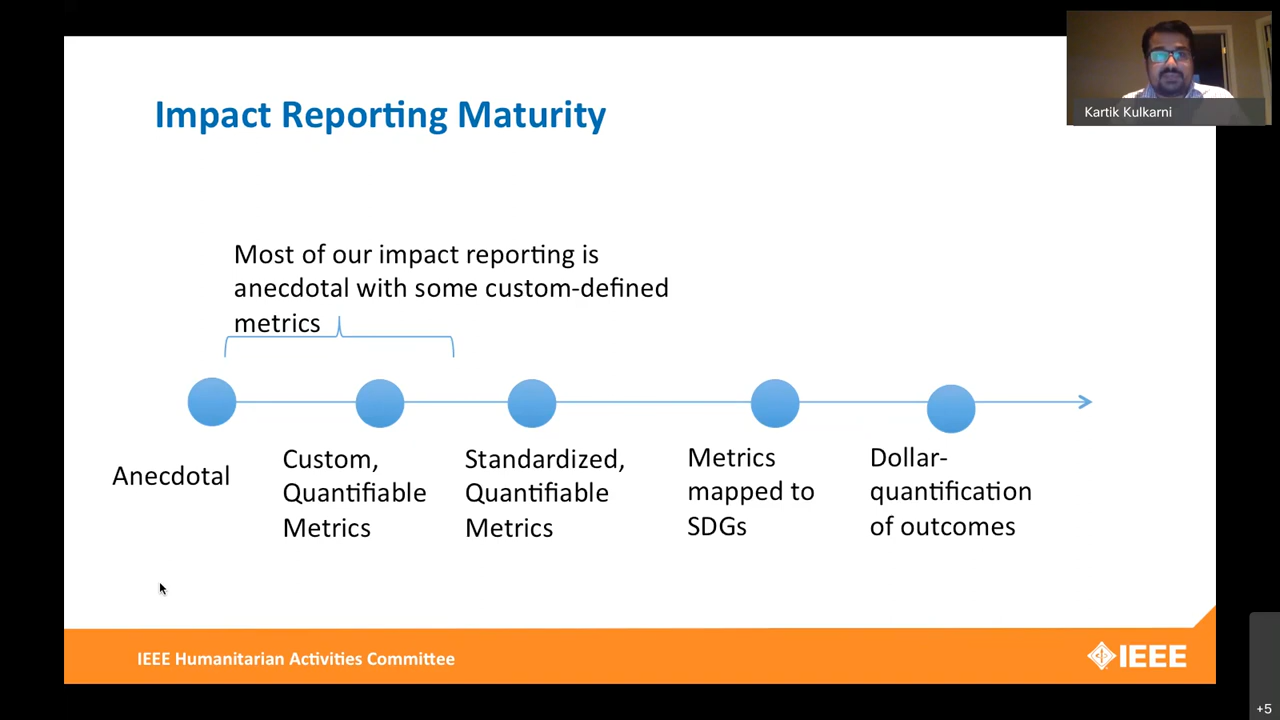 Impact Reporting Maturity
Kartik Kulkarni
Most of our impact reporting is
anecdotal with some custom-defined
metrics
Anecdotal
Custom,
Quantifiable
Metrics
Standardized,
Quantifiable
Metrics
Metrics
mapped to
SDGs
Dollar-
quantification
of outcomes
IEEE Humanitarian Activities Committee
IEEE
+5